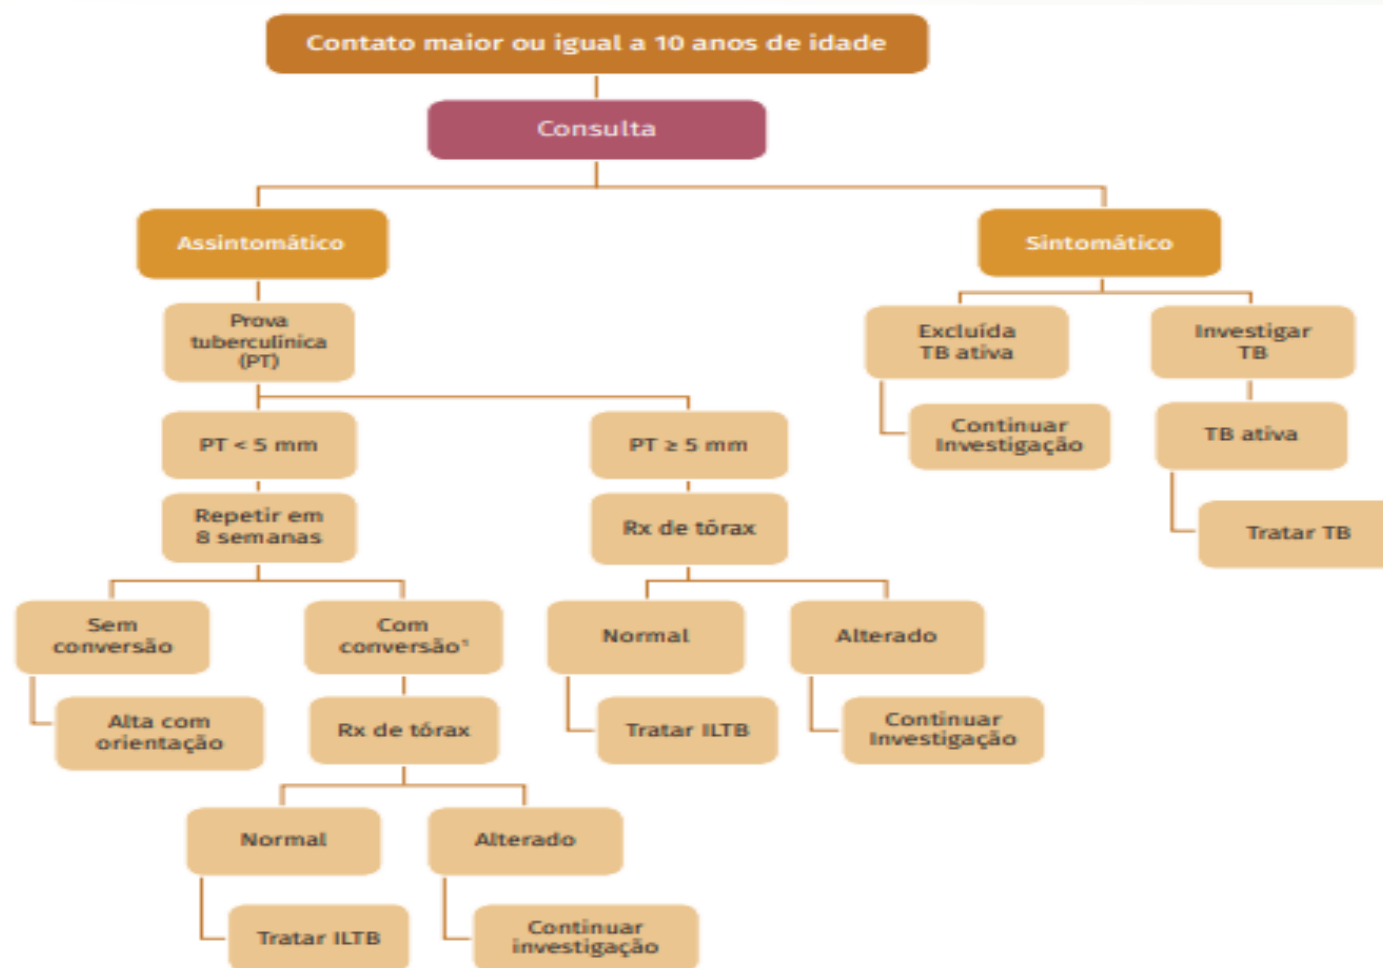 Contato maior ou igual a 10 anos de idade
Consulta
Assintomático
Sintomático
Prova
tuberculínica
(PT)
Excluída
TB ativa
Investigar
TB
Continuar
Investigação
TB ativa
Tratar TB
PT < 5 mm
PT ≥ 5 mm
Repetir em
8 semanas
Rx de tórax
Sem
conversão
Com
conversão¹
Normal
Alterado
Alta com
orientação
Rx de tórax
Tratar ILTB
Continuar
Investigação
Normal
Alterado
Tratar ILTB
Continuar
investigação